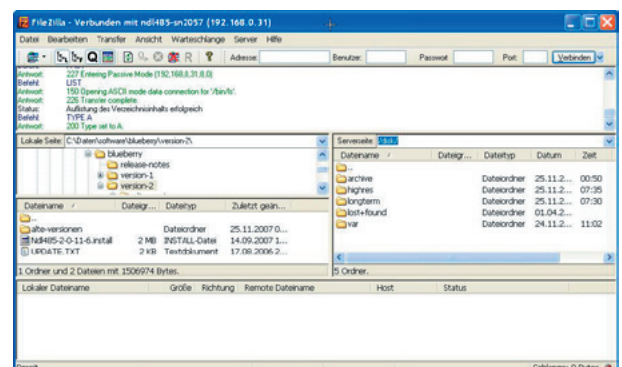 FileZilla - Verbunden mit ndl485-sn2057 (192.168.0.31)
Datei Bearbeiten Transfer Ansicht Warteschlange Server Hilfe
Adresse: Benutzer: Passwort Port: Verbinden
Antwort: 227 Entering Passive Mode (192,168,0,31,8,0)
Befehl: LIST
Antwort: 150 Opening ASCII mode data connection for '/bin/ls'.
Antwort: 226 Transfer complete.
Status: Auflistung des Verzeichnisinhalts erfolgreich
Befehl: TYPE A
Antwort: 200 Type set to A.
Lokale Seite: C:\Daten\software\blueberry\version-2\
blueberry
release-notes
version-1
version-2
Dateiname Dateigr... Dateityp Zuletzt geän...
..
alte-versionen Dateiordner 25.11.2007 0...
Ndl485-2-0-11-6.install 2 MB INSTALL-Datei 14.09.2007 1...
UPDATE.TXT 2 KB Textdokument 17.08.2006 2...
1 Ordner und 2 Dateien mit 1506974 Bytes.
Serverseite:
Dateiname Dateigr... Dateityp Datum Zeit
..
archive Dateiordner 25.11.2... 00:50
highres Dateiordner 25.11.2... 07:35
longterm Dateiordner 25.11.2... 07:30
lost+found Dateiordner 01.04.2...
var Dateiordner 24.11.2... 11:02
5 Ordner.
Lokaler Dateiname Größe Richtung Remote Dateiname Host Status